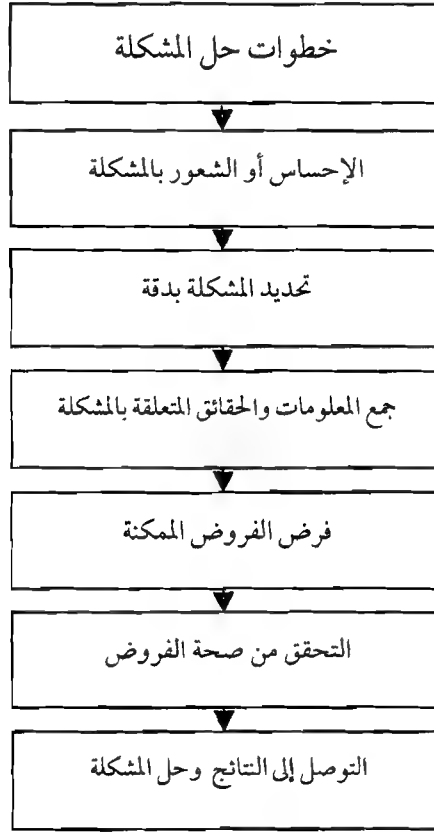 خطوات حل المشكلة
الإحساس أو الشعور بالمشكلة
تحديد المشكلة بدقة
جمع المعلومات والحقائق المتعلقة بالمشكلة
فرض الفروض الممكنة
التحقق من صحة الفروض
التوصل إلى النتائج وحل المشكلة